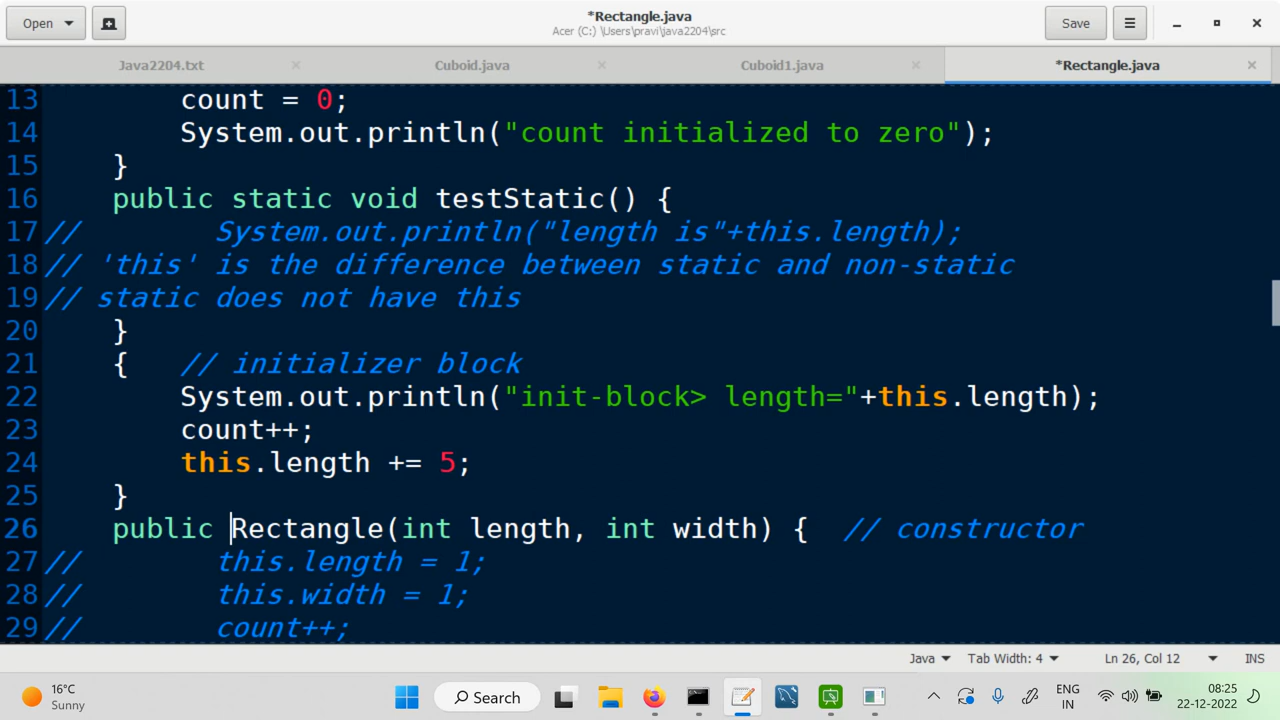 Open
*Rectangle.java
Acer (C:) \Users\pravi\java2204\src
Save
Java2204.txt
Cuboid.java
Cuboid1.java
*Rectangle.java
13         count = 0;
14         System.out.println("count initialized to zero");
15     }
16     public static void testStatic() {
17 //        System.out.println("length is"+this.length);
18 // 'this' is the difference between static and non-static
19 // static does not have this
20     }
21     {   // initializer block
22         System.out.println("init-block> length="+this.length);
23         count++;
24         this.length += 5;
25     }
26     public Rectangle(int length, int width) {  // constructor
27 //        this.length = 1;
28 //        this.width = 1;
29 //        count++;
Java
Tab Width: 4
Ln 26, Col 12
INS
16°C
Sunny
Search
ENG
IN
08:25
22-12-2022